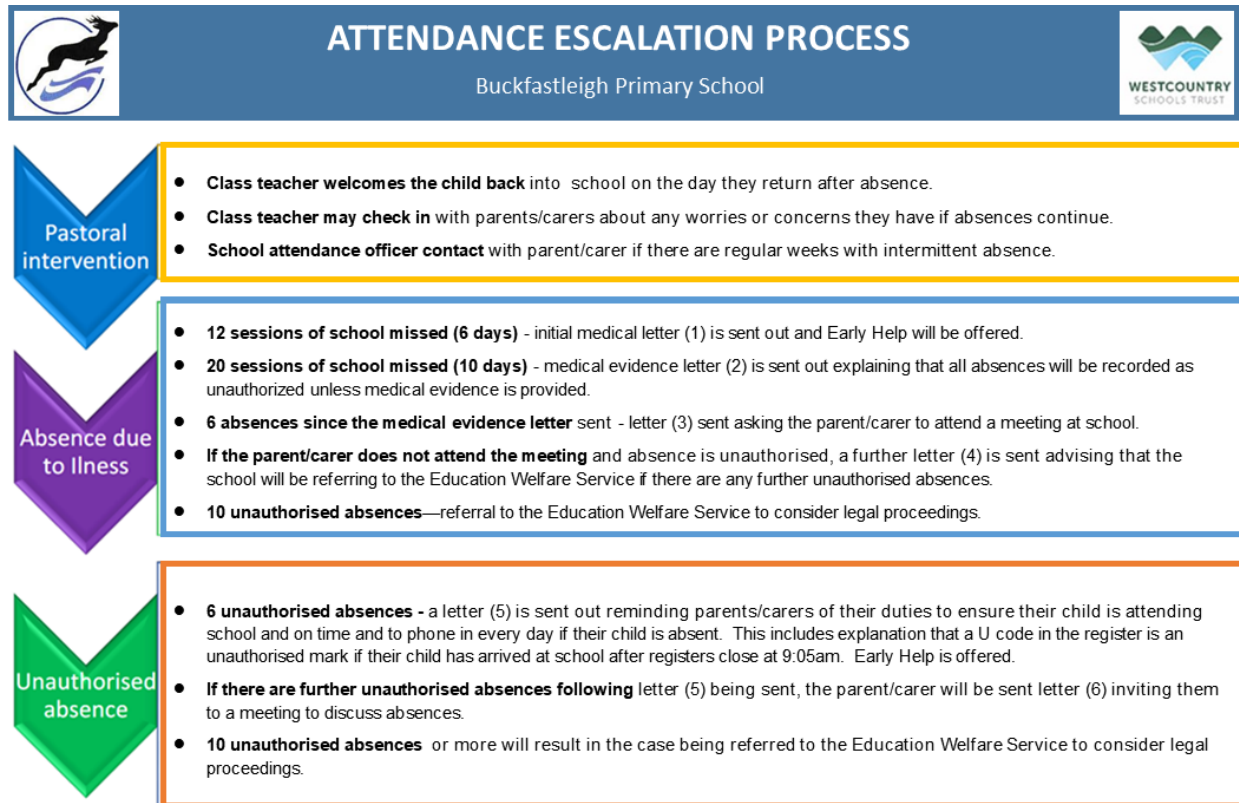 ATTENDANCE ESCALATION PROCESS
Buckfastleigh Primary School
WESTCOUNTRY
SCHOOLS TRUST
Pastoral
intervention
● Class teacher welcomes the child back into school on the day they return after absence.
● Class teacher may check in with parents/carers about any worries or concerns they have if absences continue.
● School attendance officer contact with parent/carer if there are regular weeks with intermittent absence.
Absence due
to Ilness
● 12 sessions of school missed (6 days) - initial medical letter (1) is sent out and Early Help will be offered.
● 20 sessions of school missed (10 days) - medical evidence letter (2) is sent out explaining that all absences will be recorded as
unauthorized unless medical evidence is provided.
● 6 absences since the medical evidence letter sent - letter (3) sent asking the parent/carer to attend a meeting at school.
● If the parent/carer does not attend the meeting and absence is unauthorised, a further letter (4) is sent advising that the
school will be referring to the Education Welfare Service if there are any further unauthorised absences.
● 10 unauthorised absences—referral to the Education Welfare Service to consider legal proceedings.
Unauthorised
absence
● 6 unauthorised absences - a letter (5) is sent out reminding parents/carers of their duties to ensure their child is attending
school and on time and to phone in every day if their child is absent. This includes explanation that a U code in the register is an
unauthorised mark if their child has arrived at school after registers close at 9:05am. Early Help is offered.
● If there are further unauthorised absences following letter (5) being sent, the parent/carer will be sent letter (6) inviting them
to a meeting to discuss absences.
● 10 unauthorised absences or more will result in the case being referred to the Education Welfare Service to consider legal
proceedings.